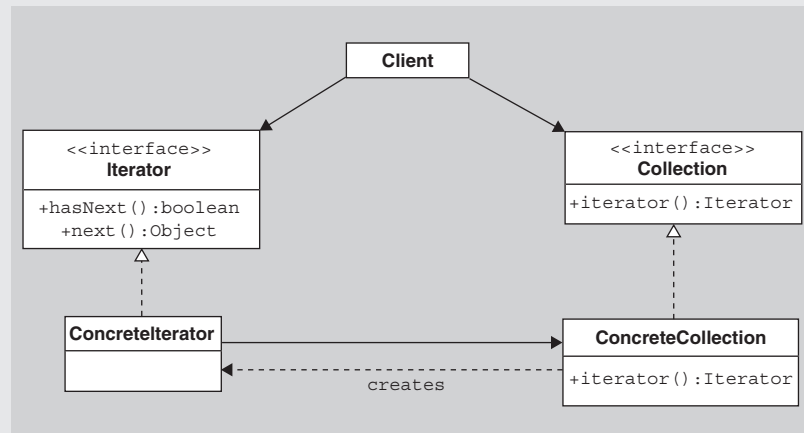 Client
<<interface>>
Iterator
+hasNext():boolean
+next():Object
<<interface>>
Collection
+iterator():Iterator
ConcreteIterator
ConcreteCollection
+iterator():Iterator
creates